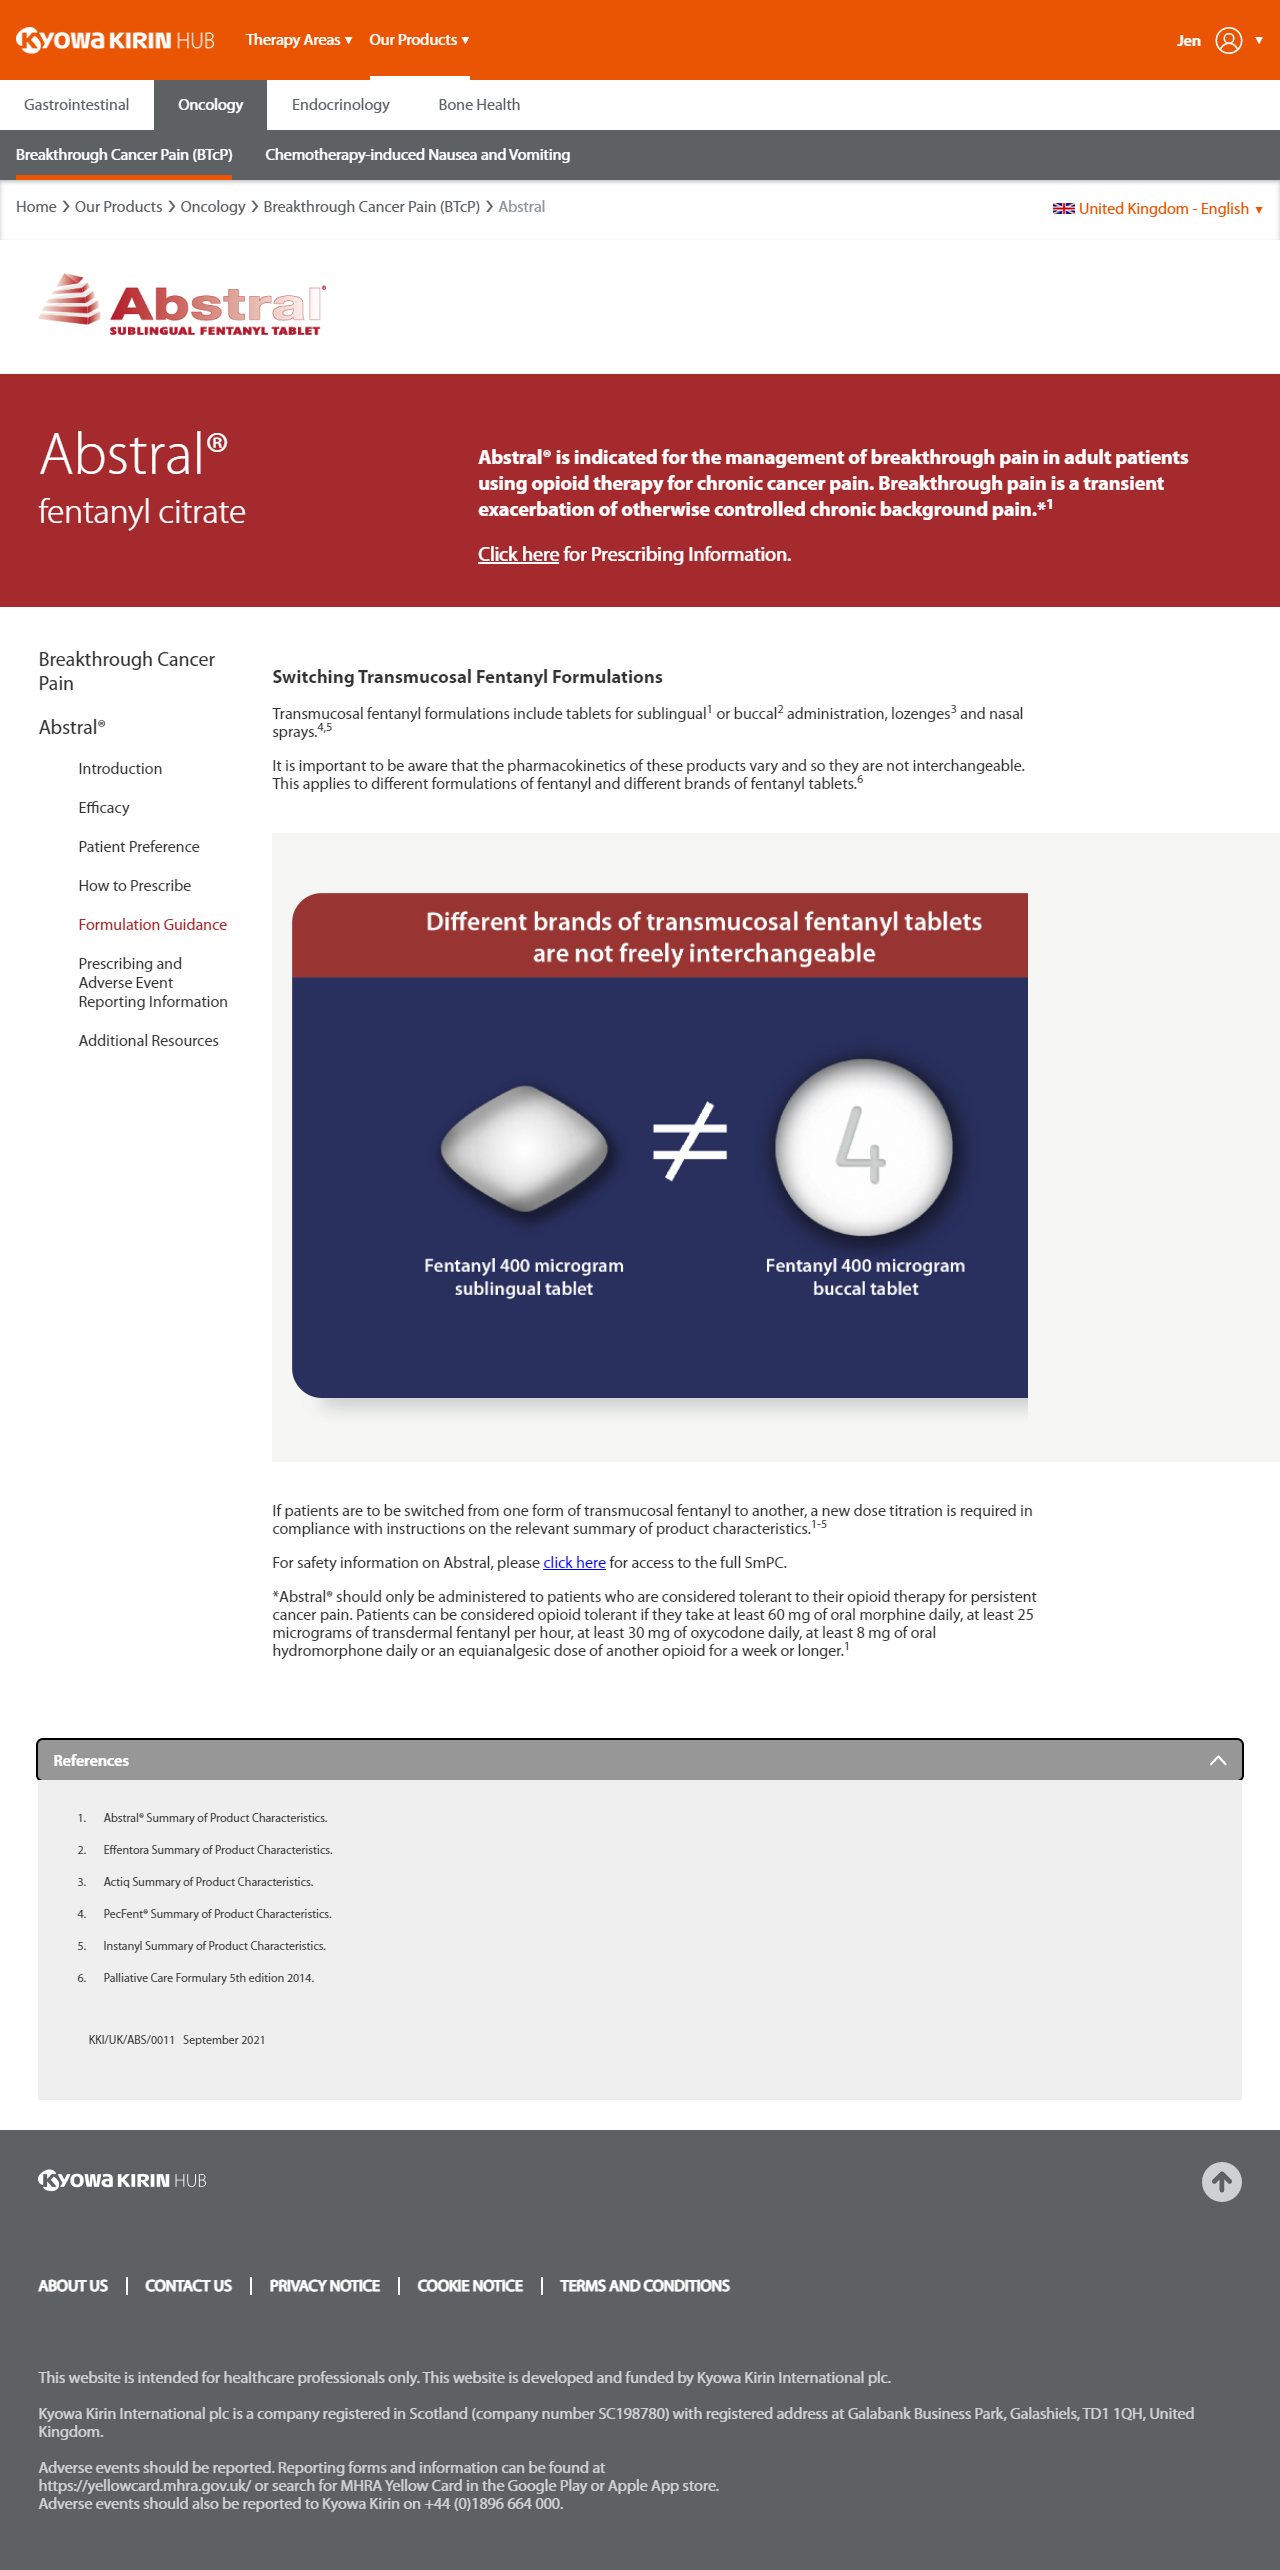 KYOWA KIRIN HUB
Therapy Areas ▼ Our Products ▼
Jen ▼
Gastrointestinal Oncology Endocrinology Bone Health
Breakthrough Cancer Pain (BTcP) Chemotherapy-induced Nausea and Vomiting
Home > Our Products > Oncology > Breakthrough Cancer Pain (BTcP) > Abstral
United Kingdom - English ▼
Abstral®
SUBLINGUAL FENTANYL TABLET
Abstral®
fentanyl citrate
Abstral® is indicated for the management of breakthrough pain in adult patients
using opioid therapy for chronic cancer pain. Breakthrough pain is a transient
exacerbation of otherwise controlled chronic background pain.*1
Click here for Prescribing Information.
Breakthrough Cancer
Pain
Abstral®
Introduction
Efficacy
Patient Preference
How to Prescribe
Formulation Guidance
Prescribing and
Adverse Event
Reporting Information
Additional Resources
Switching Transmucosal Fentanyl Formulations
Transmucosal fentanyl formulations include tablets for sublingual1 or buccal2 administration, lozenges3 and nasal
sprays.4,5
It is important to be aware that the pharmacokinetics of these products vary and so they are not interchangeable.
This applies to different formulations of fentanyl and different brands of fentanyl tablets.6
Different brands of transmucosal fentanyl tablets
are not freely interchangeable
≠
4
Fentanyl 400 microgram
sublingual tablet
Fentanyl 400 microgram
buccal tablet
If patients are to be switched from one form of transmucosal fentanyl to another, a new dose titration is required in
compliance with instructions on the relevant summary of product characteristics.1-5
For safety information on Abstral, please click here for access to the full SmPC.
*Abstral® should only be administered to patients who are considered tolerant to their opioid therapy for persistent
cancer pain. Patients can be considered opioid tolerant if they take at least 60 mg of oral morphine daily, at least 25
micrograms of transdermal fentanyl per hour, at least 30 mg of oxycodone daily, at least 8 mg of oral
hydromorphone daily or an equianalgesic dose of another opioid for a week or longer.1
References
1. Abstral® Summary of Product Characteristics.
2. Effentora Summary of Product Characteristics.
3. Actiq Summary of Product Characteristics.
4. PecFent® Summary of Product Characteristics.
5. Instanyl Summary of Product Characteristics.
6. Palliative Care Formulary 5th edition 2014.
KKI/UK/ABS/0011 September 2021
KYOWA KIRIN HUB
ABOUT US | CONTACT US | PRIVACY NOTICE | COOKIE NOTICE | TERMS AND CONDITIONS
This website is intended for healthcare professionals only. This website is developed and funded by Kyowa Kirin International plc.
Kyowa Kirin International plc is a company registered in Scotland (company number SC198780) with registered address at Galabank Business Park, Galashiels, TD1 1QH, United
Kingdom.
Adverse events should be reported. Reporting forms and information can be found at
https://yellowcard.mhra.gov.uk/ or search for MHRA Yellow Card in the Google Play or Apple App store.
Adverse events should also be reported to Kyowa Kirin on +44 (0)1896 664 000.